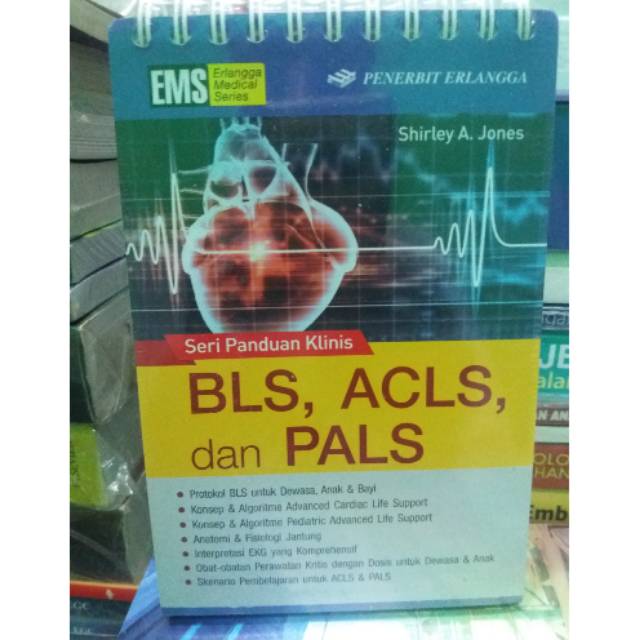 EMS
Erlangga
Medical
Series
PENERBIT ERLANGGA
Shirley A. Jones
Seri Panduan Klinis
BLS, ACLS,
dan PALS
• Protokol BLS untuk Dewasa, Anak & Bayi
• Konsep & Algoritme Advanced Cardiac Life Support
• Konsep & Algoritme Pediatric Advanced Life Support
• Anatomi & Fisiologi Jantung
• Interpretasi EKG yang Komprehensif
• Obat-obatan Perawatan Kritis dengan Dosis untuk Dewasa & Anak
• Skenario Pembelajaran untuk ACLS & PALS